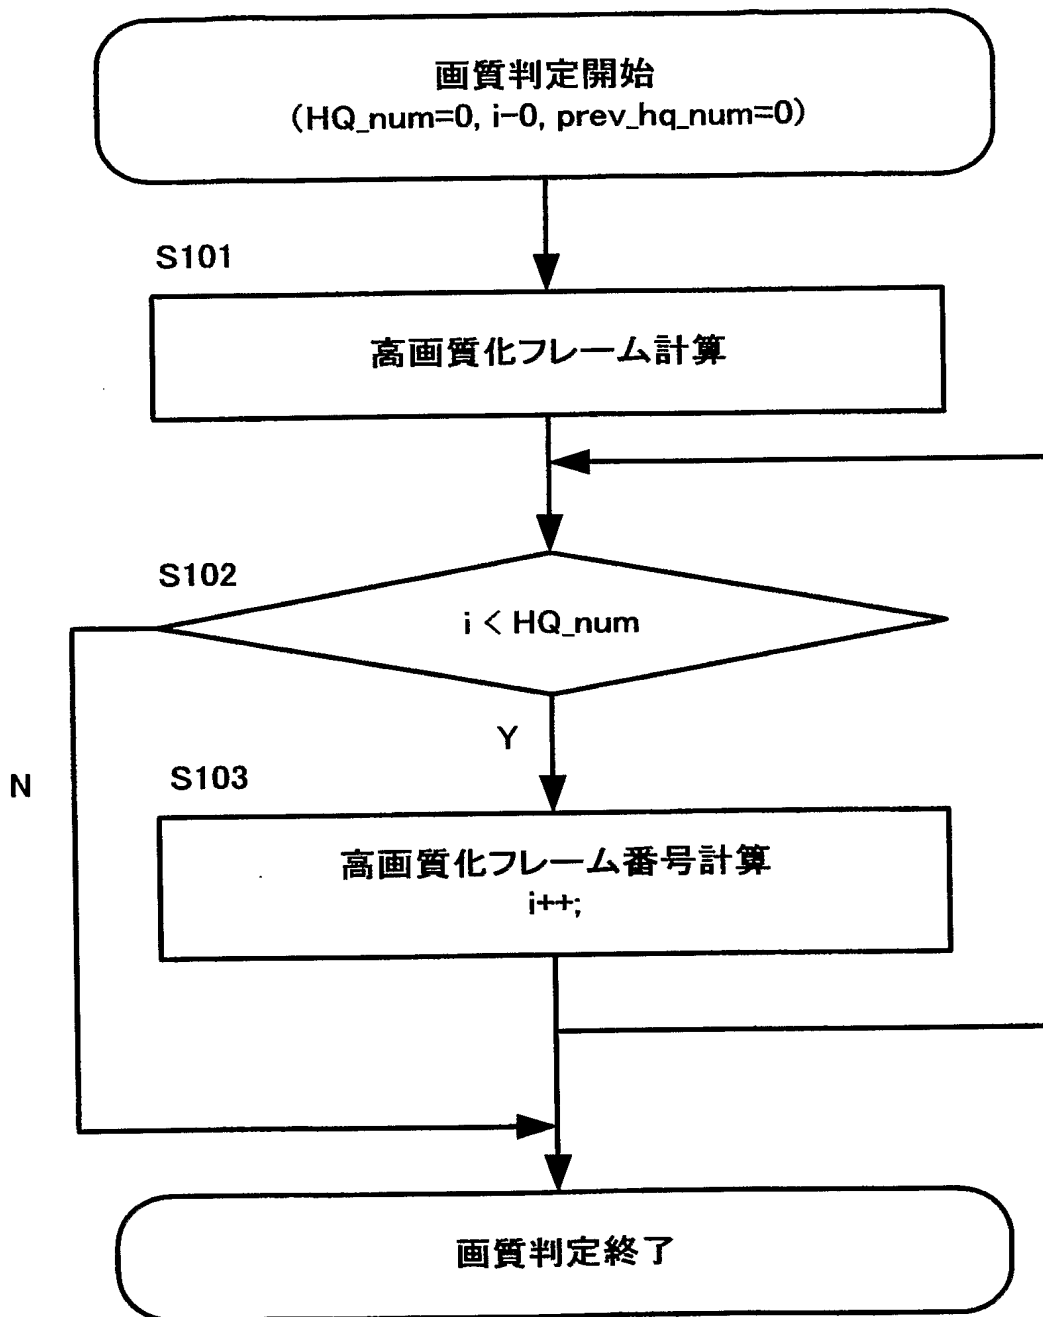 画質判定開始
(HQ_num=0, i-0, prev_hq_num=0)
S101
高画質化フレーム計算
S102
i < HQ_num
Y
N
S103
高画質化フレーム番号計算
i++;
画質判定終了